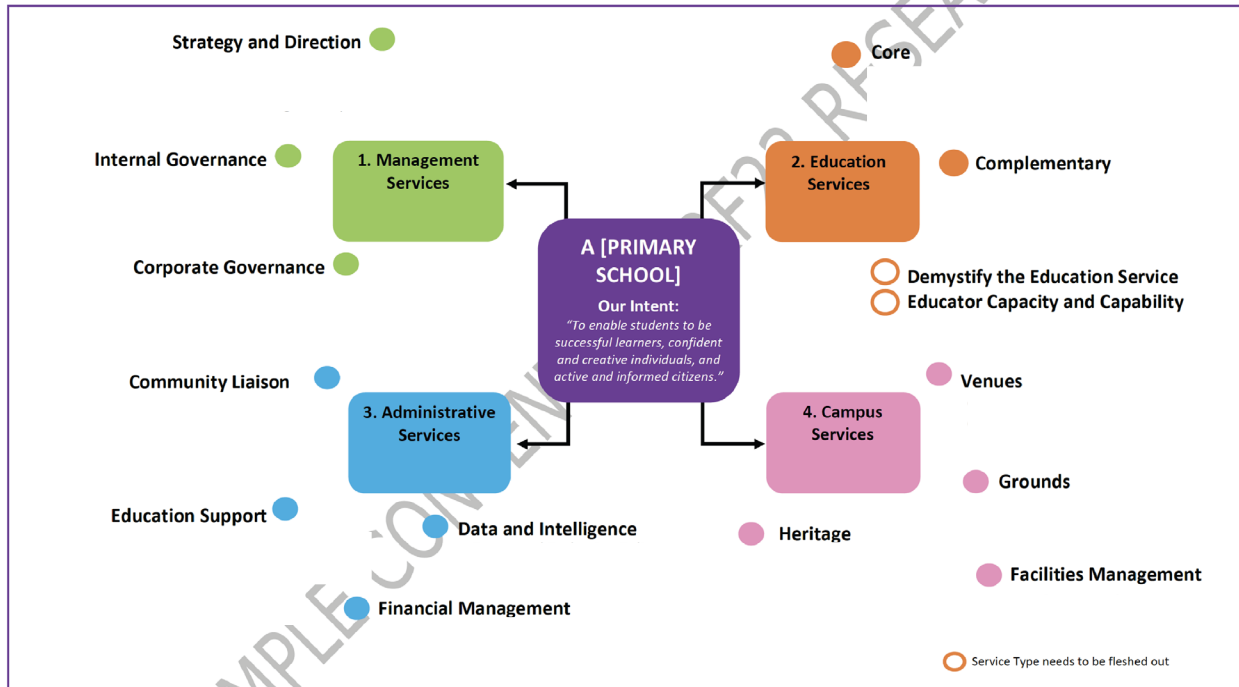 Strategy and Direction
Core
Internal Governance
1. Management
Services
2. Education
Services
Complementary
Corporate Governance
A [PRIMARY
SCHOOL]
Our Intent:
“To enable students to be
successful learners, confident
and creative individuals, and
active and informed citizens.”
Demystify the Education Service
Educator Capacity and Capability
Community Liaison
3. Administrative
Services
4. Campus
Services
Venues
Education Support
Data and Intelligence
Heritage
Grounds
Financial Management
Facilities Management
Service Type needs to be fleshed out